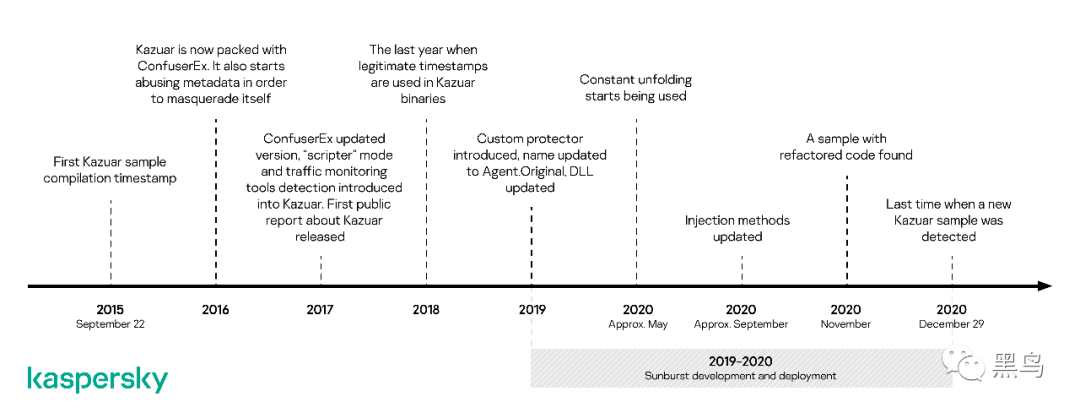 Kazuar is now packed with
ConfuserEx. It also starts
abusing metadata in order
to masquerade itself
The last year when
legitimate timestamps
are used in Kazuar
binaries
Constant unfolding
starts being used
First Kazuar sample
compilation timestamp
ConfuserEx updated
version, “scripter” mode
and traffic monitoring
tools detection introduced
into Kazuar. First public
report about Kazuar
released
Custom protector
introduced, name updated
to Agent.Original, DLL
updated
Injection methods
updated
A sample with
refactored code found
Last time when a new
Kazuar sample was
detected
2015
September 22
2016
2017
2018
2019
2020
Approx. May
2020
Approx. September
2020
November
2020
December 29
2019–2020
Sunburst development and deployment
kaspersky
黑鸟